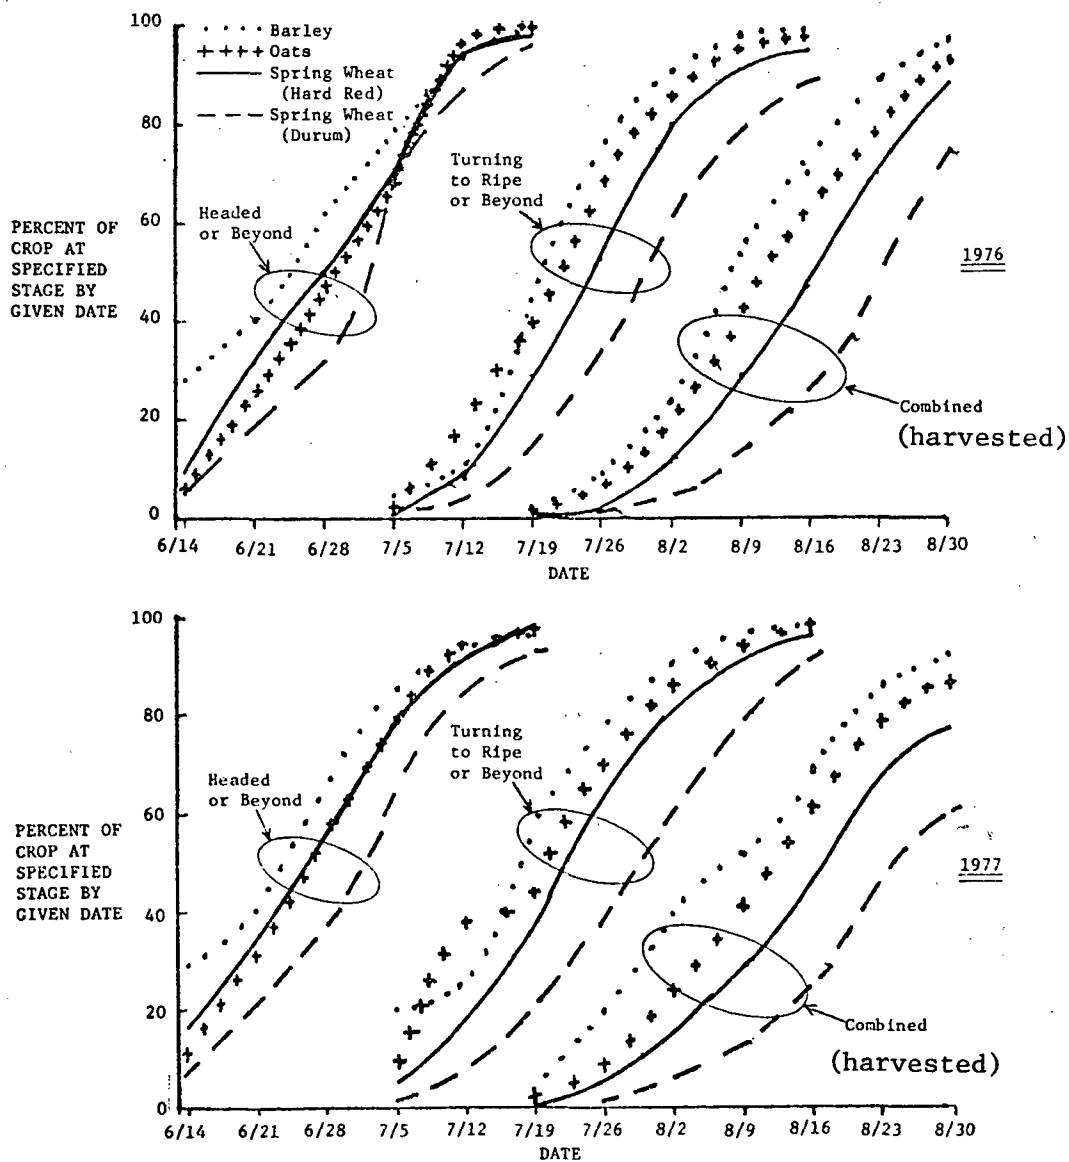 100
80
60
40
20
0
· · · · · Barley
+ + + + + Oats
Spring Wheat
(Hard Red)
Spring Wheat
(Durum)
Headed
or Beyond
Turning
to Ripe
or Beyond
PERCENT OF
CROP AT
SPECIFIED
STAGE BY
GIVEN DATE
1976
Combined
(harvested)
6/14 6/21 6/28 7/5 7/12 7/19 7/26 8/2 8/9 8/16 8/23 8/30
DATE
100
80
60
40
20
0
Headed
or Beyond
Turning
to Ripe
or Beyond
PERCENT OF
CROP AT
SPECIFIED
STAGE BY
GIVEN DATE
1977
Combined
(harvested)
6/14 6/21 6/28 7/5 7/12 7/19 7/26 8/2 8/9 8/16 8/23 8/30
DATE